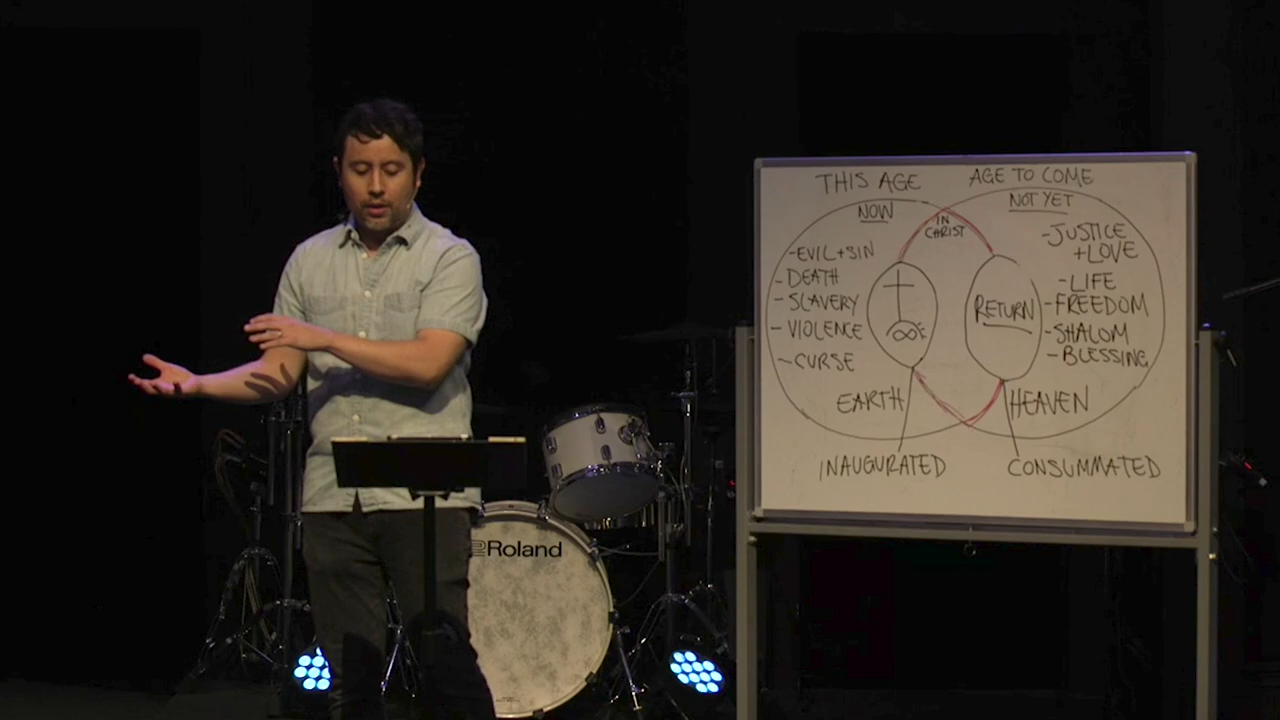 THIS AGE
AGE TO COME
NOW
NOT YET
IN
CHRIST
-EVIL+SIN
-DEATH
-SLAVERY
-VIOLENCE
-CURSE
RETURN
-JUSTICE
+LOVE
-LIFE
-FREEDOM
-SHALOM
-BLESSING
EARTH
HEAVEN
INAUGURATED
CONSUMMATED
Roland